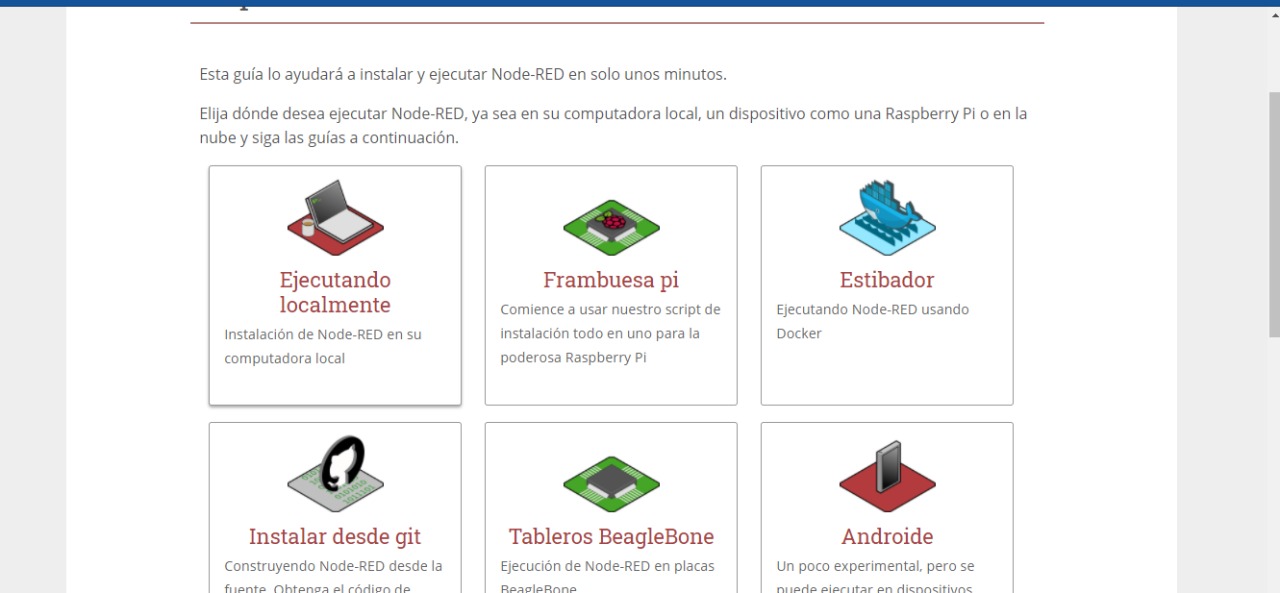 Esta guía lo ayudará a instalar y ejecutar Node-RED en solo unos minutos.
Elija dónde desea ejecutar Node-RED, ya sea en su computadora local, un dispositivo como una Raspberry Pi o en la
nube y siga las guías a continuación.
Ejecutando
localmente
Instalación de Node-RED en su
computadora local
Frambuesa pi
Comience a usar nuestro script de
instalación todo en uno para la
poderosa Raspberry Pi
Estibador
Ejecutando Node-RED usando
Docker
Instalar desde git
Construyendo Node-RED desde la
fuente. Obtenga el código de
Tableros BeagleBone
Ejecución de Node-RED en placas
BeagleBone
Androide
Un poco experimental, pero se
puede ejecutar en dispositivos